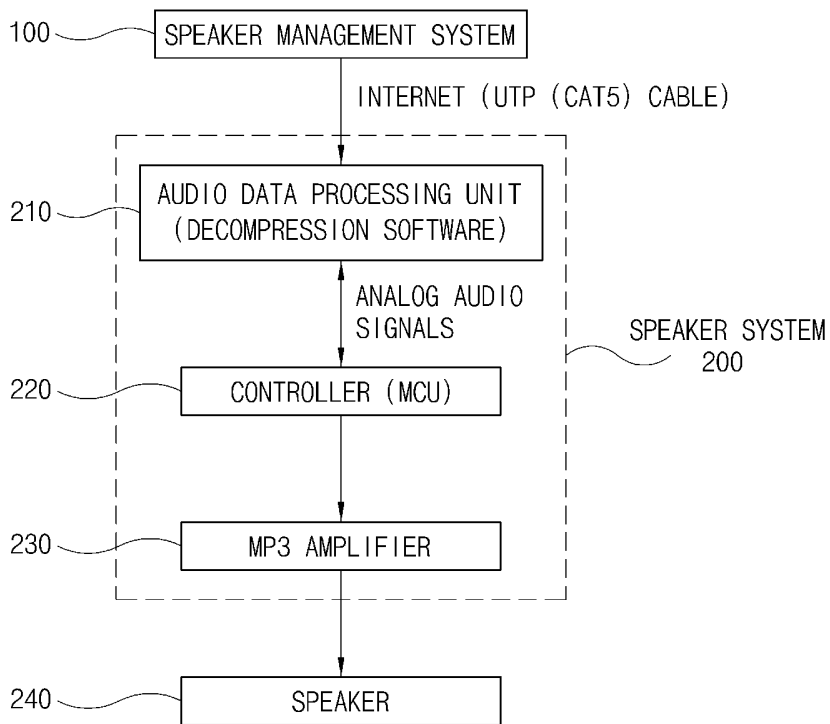 100
SPEAKER MANAGEMENT SYSTEM
INTERNET (UTP (CAT5) CABLE)
210
AUDIO DATA PROCESSING UNIT
(DECOMPRESSION SOFTWARE)
ANALOG AUDIO
SIGNALS
SPEAKER SYSTEM
200
220
CONTROLLER (MCU)
230
MP3 AMPLIFIER
240
SPEAKER